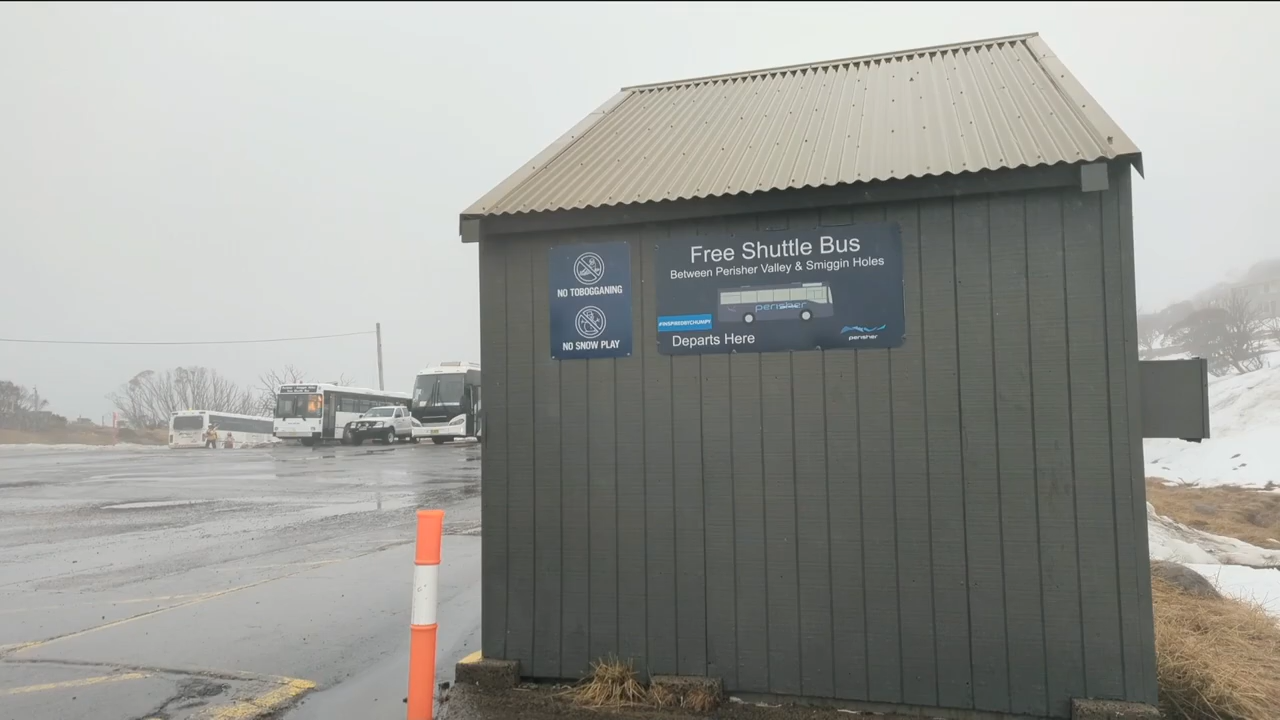 NO TOBOGGANING
NO SNOW PLAY
Free Shuttle Bus
Between Perisher Valley & Smiggin Holes
perisher
#INSPIREDBYCHUMPY
Departs Here
perisher